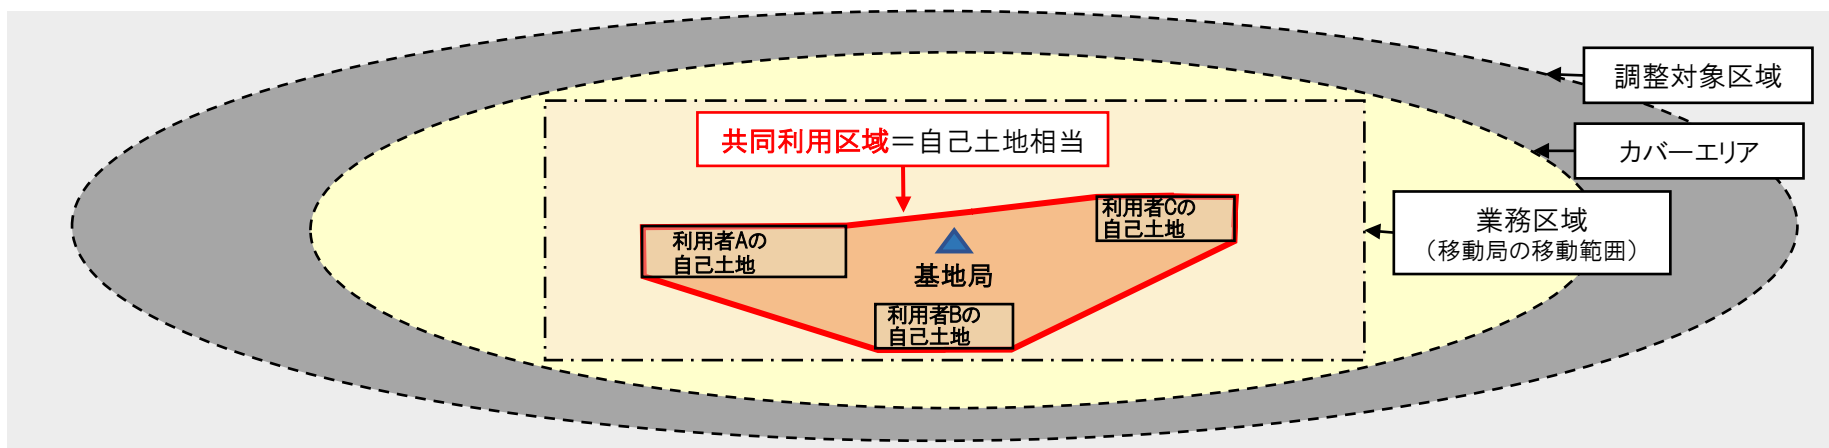 調整対象区域
共同利用区域＝自己土地相当
カバーエリア
業務区域
（移動局の移動範囲）
利用者Cの
自己土地
利用者Aの
自己土地
基地局
利用者Bの
自己土地